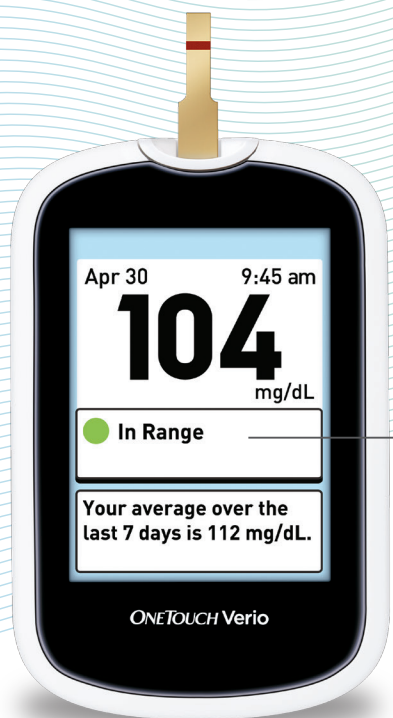 Apr 30 9:45 am
104
mg/dL
In Range
Your average over the
last 7 days is 112 mg/dL.
ONETOUCH Verio